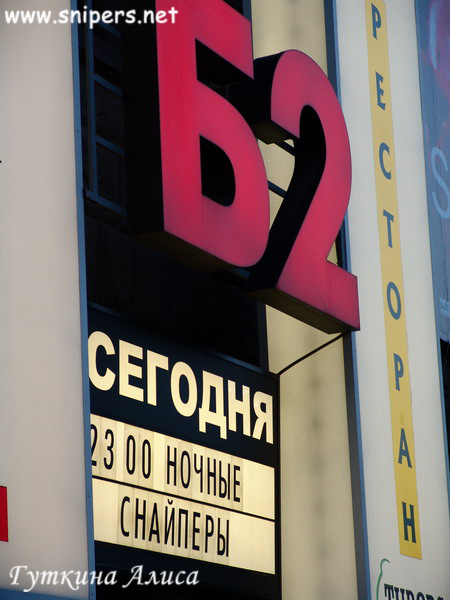 www.snipers.net
Б2
РЕСТОРАН
СЕГОДНЯ
23 00 НОЧНЫЕ
СНАЙПЕРЫ
Гуткина Алиса